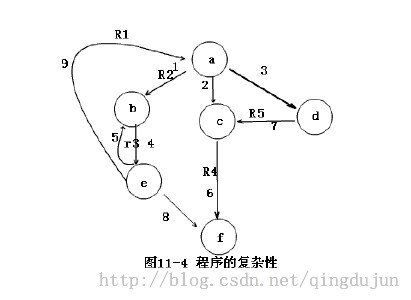 R1
9
a
R2
1
2
3
b
5
r3
4
c
R5
7
d
e
R4
6
8
f
图11-4 程序的复杂性
http://blog.csdn.net/qingdujun